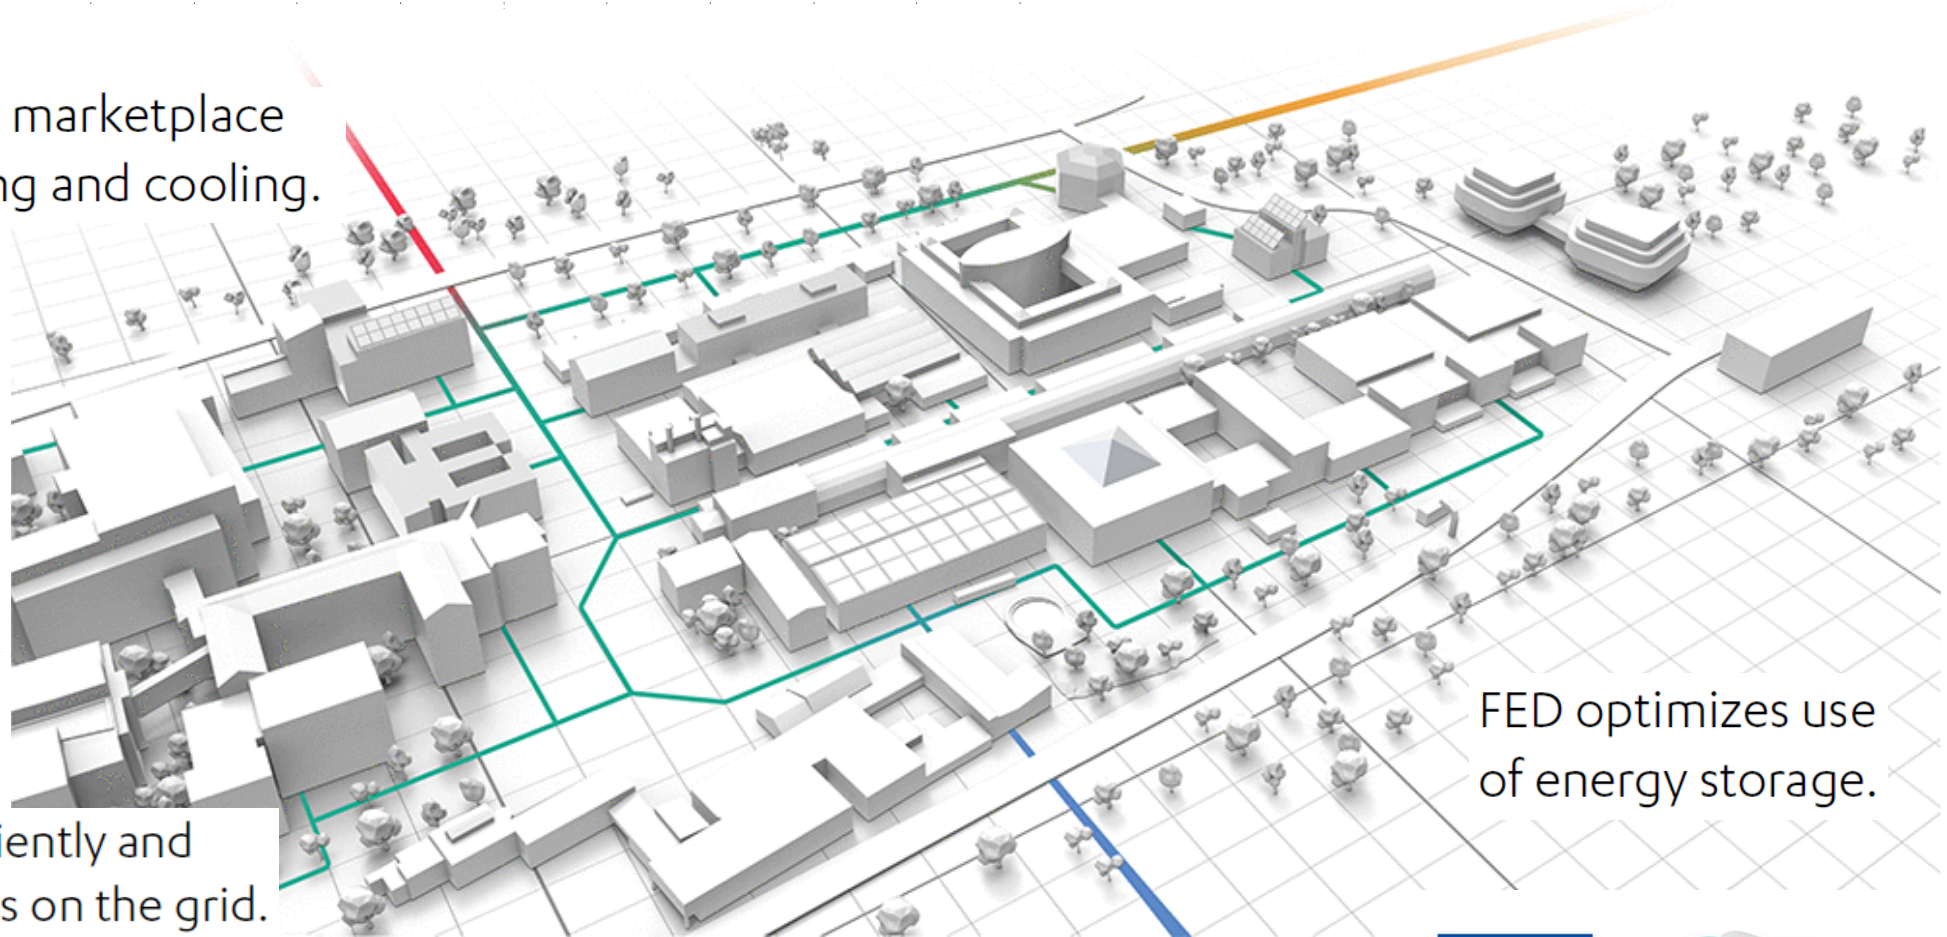 marketplace
ng and cooling.
FED optimizes use
of energy storage.
iently and
s on the grid.